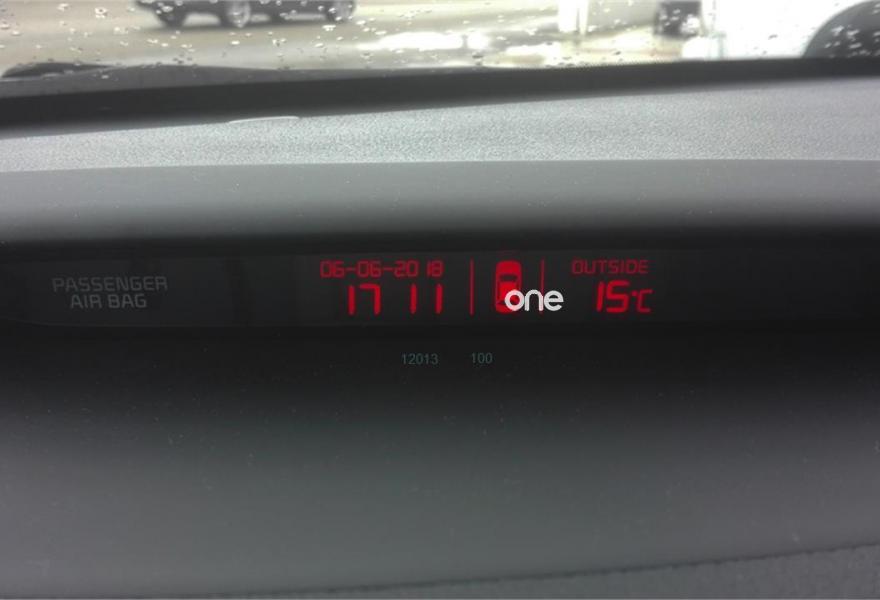 PASSENGER
AIR BAG
06-06-2018
17 11
one
OUTSIDE
15°C
12013 100